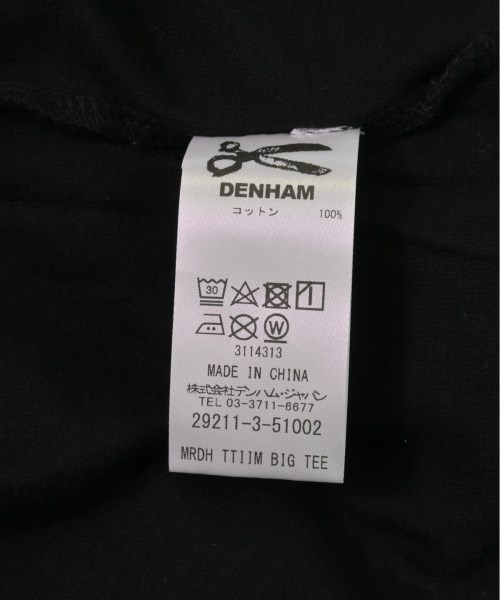 DENHAM
コットン 100%
30
W
3114313
MADE IN CHINA
株式会社デンハム・ジャパン
TEL 03-3711-6677
29211-3-51002
MRDH TTIIM BIG TEE